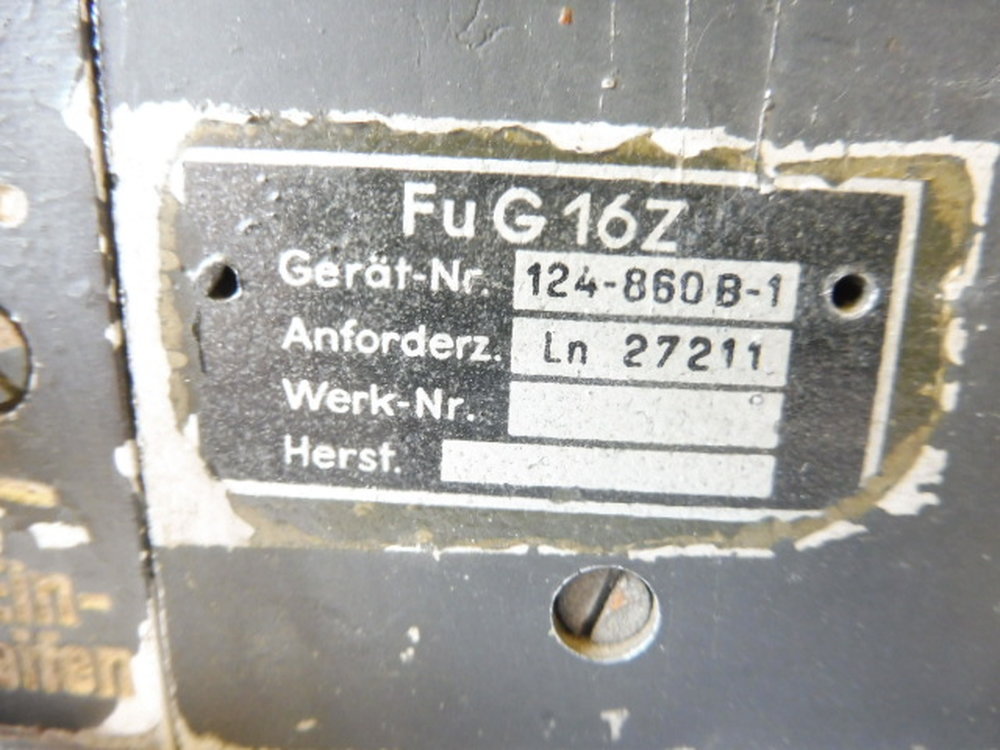 Fu G 16Z
Gerät-Nr. 124-860 B-1
Anforderz. Ln 27211
Werk-Nr.
Herst.